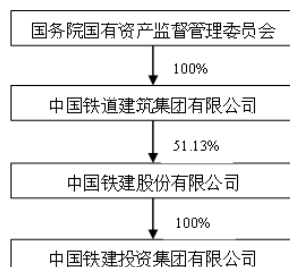 国务院国有资产监督管理委员会
100%
中国铁道建筑集团有限公司
51.13%
中国铁建股份有限公司
100%
中国铁建投资集团有限公司